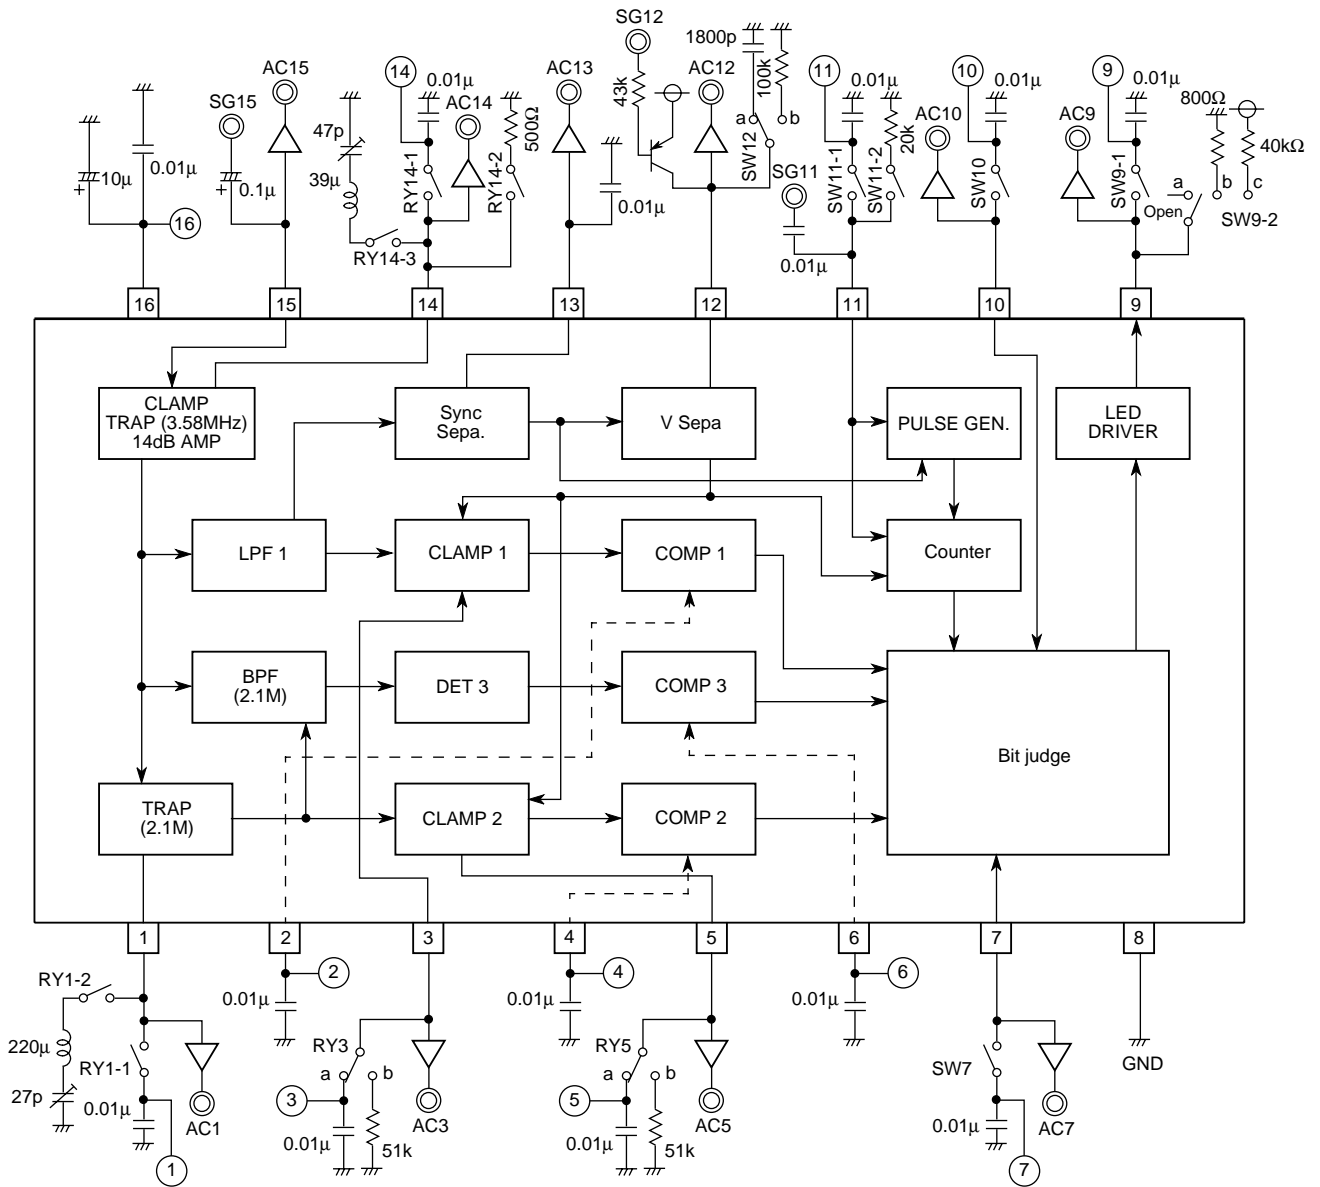 SG12
1800p
AC15
14
0.01µ
AC13
AC12
100k
11
0.01µ
10
0.01µ
9
0.01µ
SG15
AC14
43k
AC10
AC9
800Ω
47p
500Ω
a b
20k
40kΩ
0.01µ
RY14-1
RY14-2
SW12
SG11
SW11-1
SW11-2
SW10
SW9-1
10µ
+
0.1µ
+
39µ
0.01µ
a b c
Open
SW9-2
16
RY14-3
0.01µ
16 15 14 13 12 11 10 9
CLAMP
TRAP (3.58MHz)
14dB AMP
Sync
Sepa.
V Sepa
PULSE GEN.
LED
DRIVER
LPF 1
CLAMP 1
COMP 1
Counter
BPF
(2.1M)
DET 3
COMP 3
Bit judge
TRAP
(2.1M)
CLAMP 2
COMP 2
1 2 3 4 5 6 7 8
RY1-2
2
4
6
0.01µ
0.01µ
0.01µ
220µ
RY1-1
RY3
RY5
SW7
GND
a b
a b
27p
0.01µ
3
5
AC1
AC3
AC5
0.01µ
AC7
0.01µ
51k
0.01µ
51k
1
7